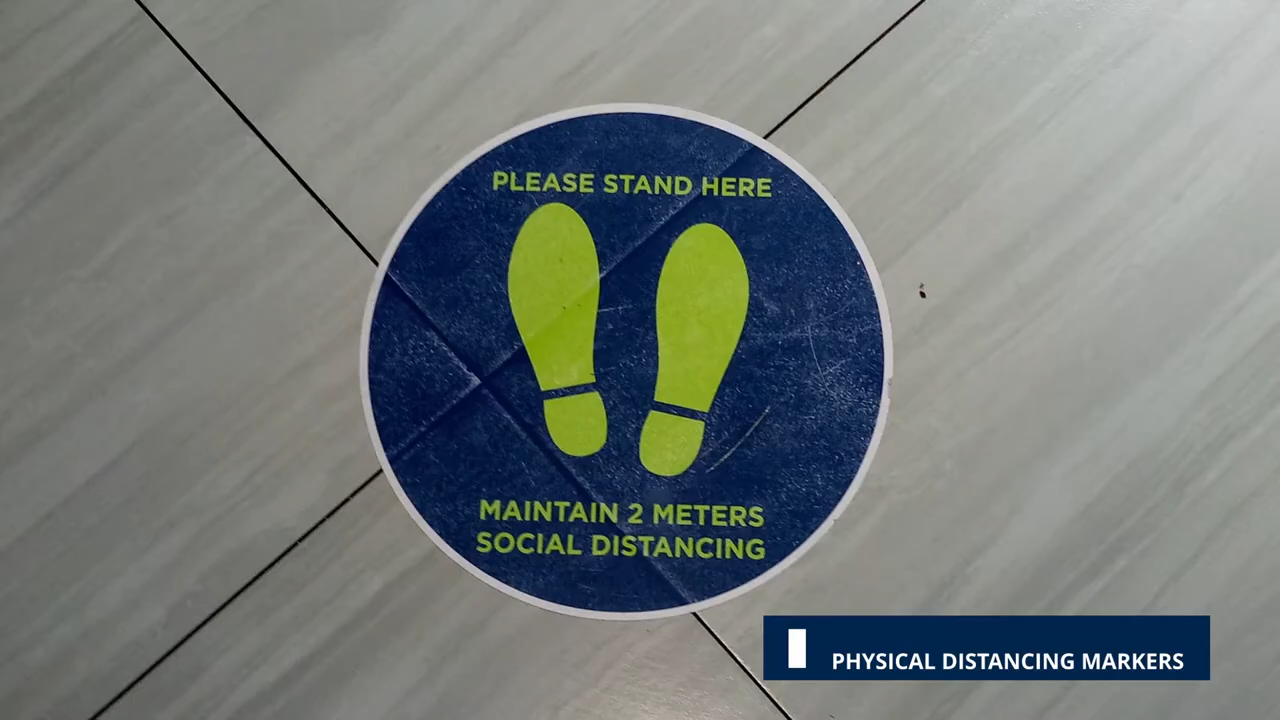 PLEASE STAND HERE
MAINTAIN 2 METERS
SOCIAL DISTANCING
PHYSICAL DISTANCING MARKERS